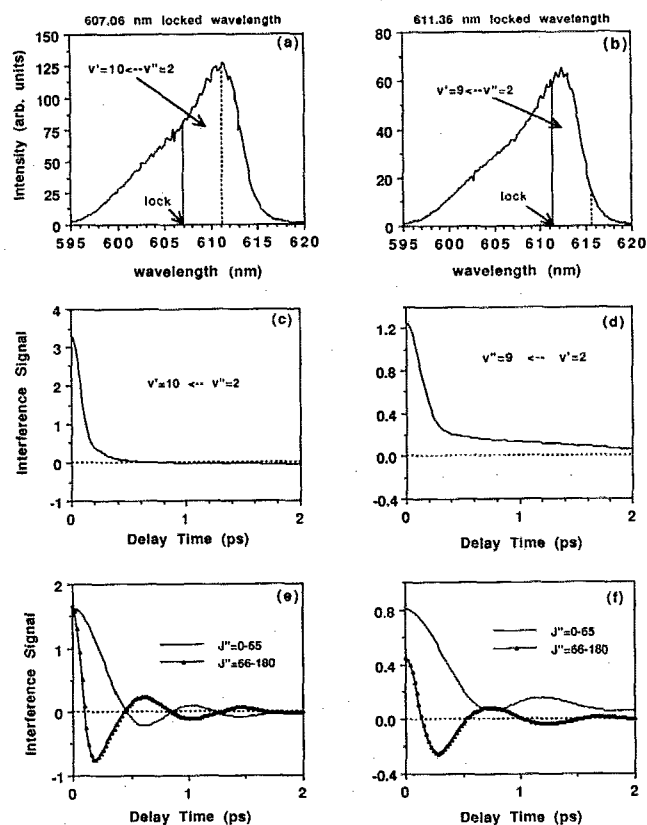 607.06 nm locked wavelength
611.36 nm locked wavelength
(a)
Intensity (arb. units)
150
125
100
75
50
25
0
v'=10<--v"=2
lock
595 600 605 610 615 620
wavelength (nm)
(b)
80
60
40
20
0
v'=9<--v"=2
lock
595 600 605 610 615 620
wavelength (nm)
(c)
Interference Signal
4
3
2
1
0
-1
v'=10 <-- v"=2
0 1 2
Delay Time (ps)
(d)
1.2
0.8
0.4
0.0
-0.4
v"=9 <-- v'=2
0 1 2
Delay Time (ps)
(e)
Interference Signal
2
1
0
-1
J"=0-65
J"=66-180
0 1 2
Delay Time (ps)
(f)
0.8
0.4
0.0
-0.4
J"=0-65
J"=66-180
0 1 2
Delay Time (ps)